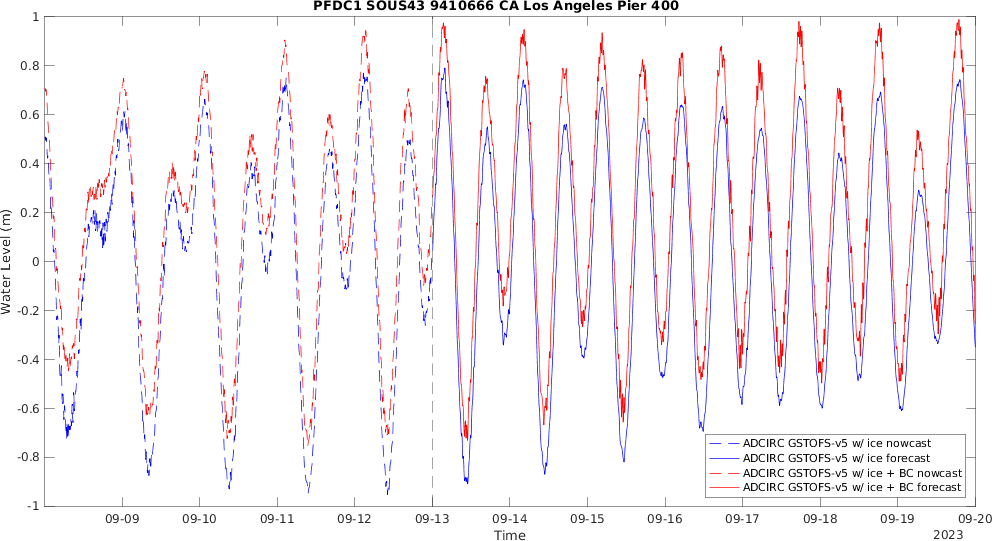 PFDC1 SOUS43 9410666 CA Los Angeles Pier 400
Water Level (m)
1
0.8
0.6
0.4
0.2
0
-0.2
-0.4
-0.6
-0.8
-1
ADCIRC GSTOFS-v5 w/ ice nowcast
ADCIRC GSTOFS-v5 w/ ice forecast
ADCIRC GSTOFS-v5 w/ ice + BC nowcast
ADCIRC GSTOFS-v5 w/ ice + BC forecast
09-09 09-10 09-11 09-12 09-13 09-14 09-15 09-16 09-17 09-18 09-19 09-20
Time
2023